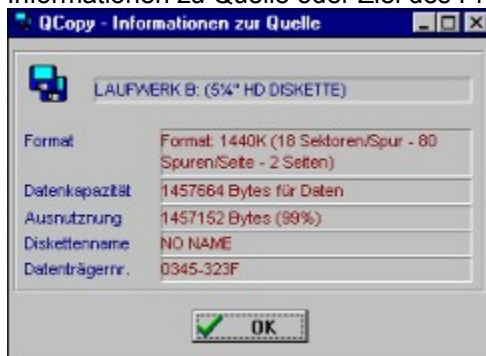 Informationen zu Quelle oder Ziel des
QCopy - Informationen zur Quelle
LAUFWERK B: (5¼" HD DISKETTE)
Format
Format: 1440K (18 Sektoren/Spur - 80
Spuren/Seite - 2 Seiten)
Datenkapazität
1457664 Bytes für Daten
Ausnutznung
1457152 Bytes (99%)
Diskettenname
NO NAME
Datenträgernr.
0345-323F
OK